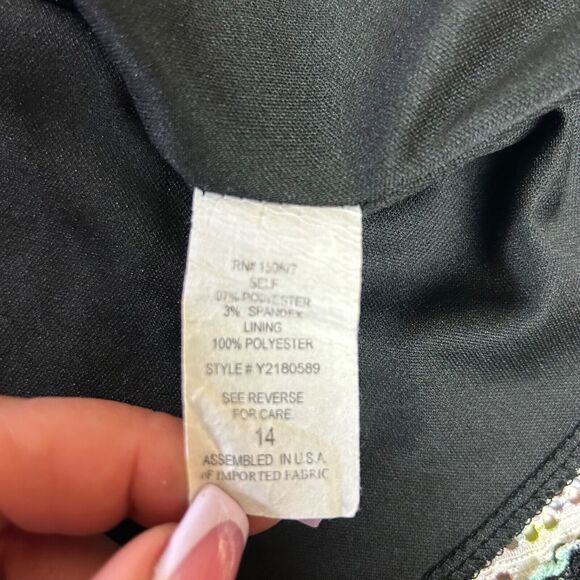 RN#
SELF
97% POLYESTER
3% SPANDEX
LINING
100% POLYESTER
STYLE # Y2180589
SEE REVERSE
FOR CARE
14
ASSEMBLED IN U.S.A.
OF IMPORTED FABRIC